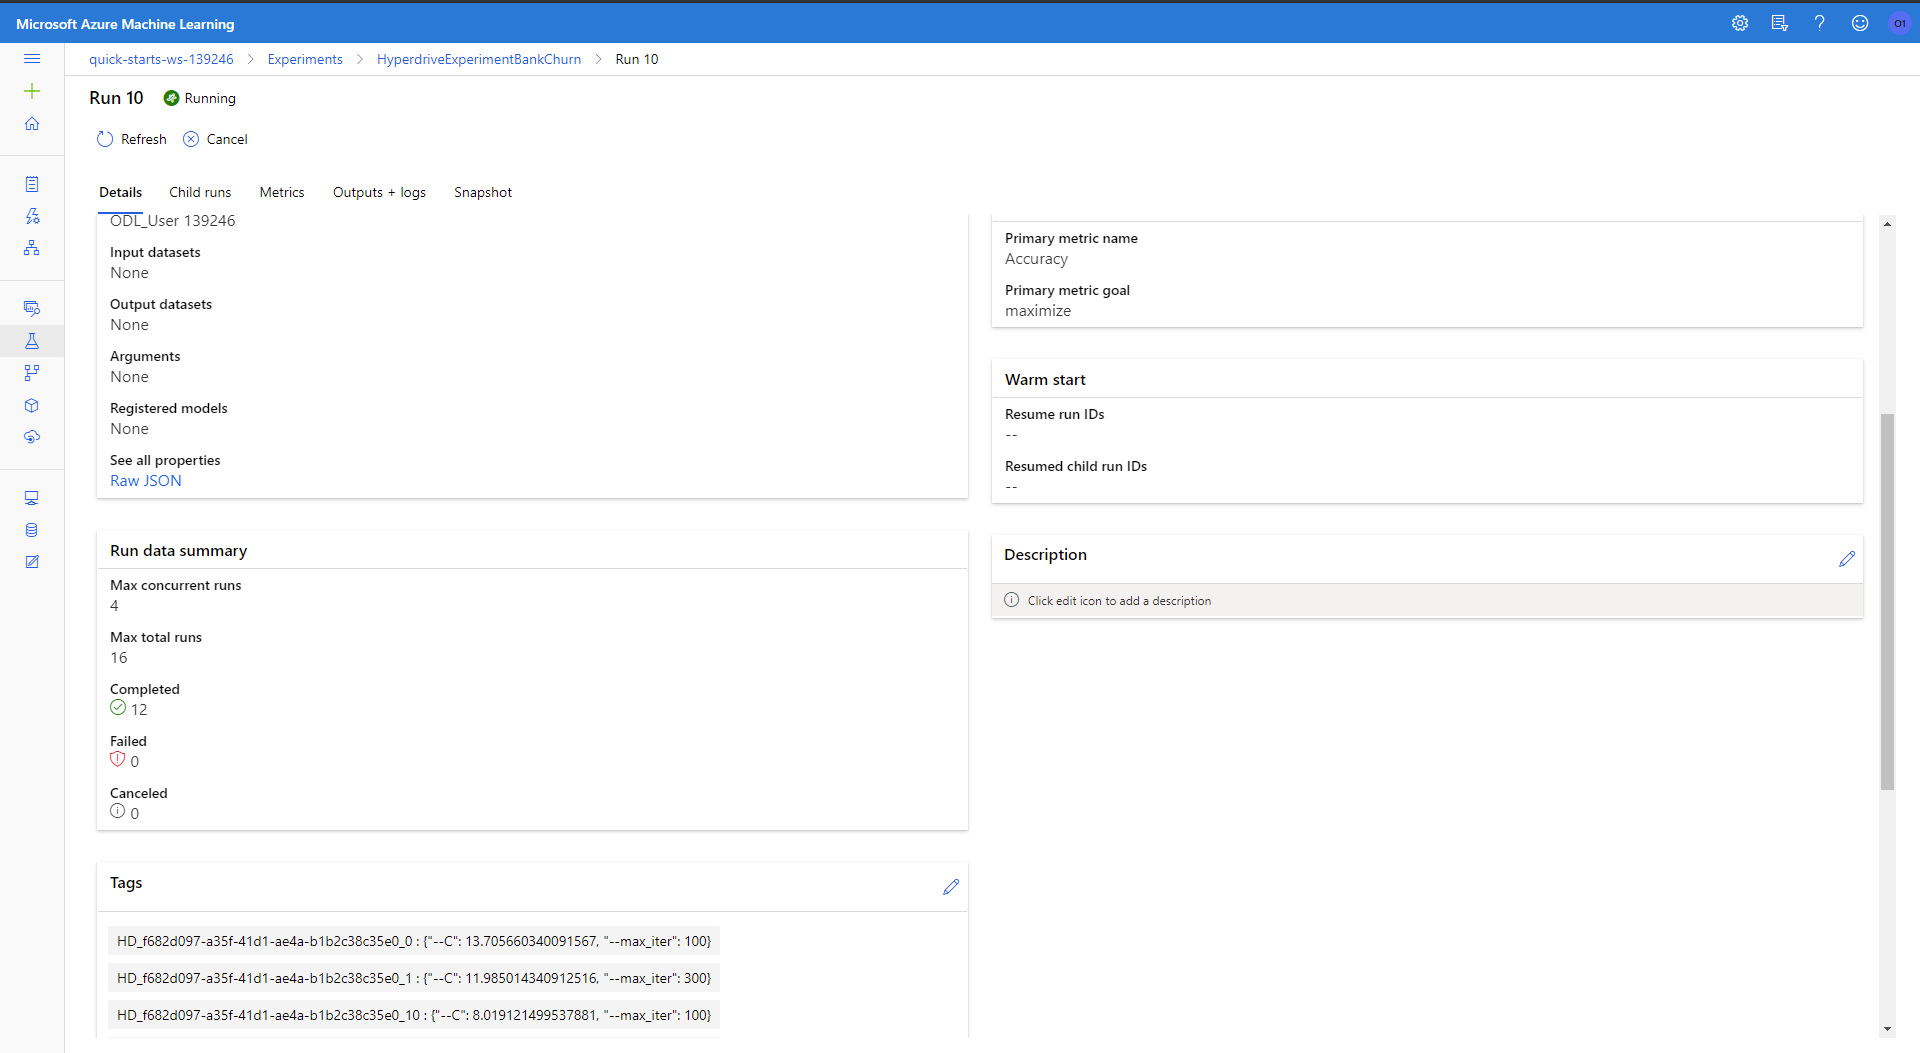 Microsoft Azure Machine Learning
O1
quick-starts-ws-139246 > Experiments > HyperdriveExperimentBankChurn > Run 10
Run 10 Running
Refresh Cancel
Details Child runs Metrics Outputs + logs Snapshot
ODL_User 139246
Input datasets
None
Output datasets
None
Arguments
None
Registered models
None
See all properties
Raw JSON
Run data summary
Max concurrent runs
4
Max total runs
16
Completed
12
Failed
0
Canceled
0
Tags
HD_f682d097-a35f-41d1-ae4a-b1b2c38c35e0_0 : {"--C": 13.705660340091567, "--max_iter": 100}
HD_f682d097-a35f-41d1-ae4a-b1b2c38c35e0_1 : {"--C": 11.985014340912516, "--max_iter": 300}
HD_f682d097-a35f-41d1-ae4a-b1b2c38c35e0_10 : {"--C": 8.019121499537881, "--max_iter": 100}
Primary metric name
Accuracy
Primary metric goal
maximize
Warm start
Resume run IDs
--
Resumed child run IDs
--
Description
Click edit icon to add a description